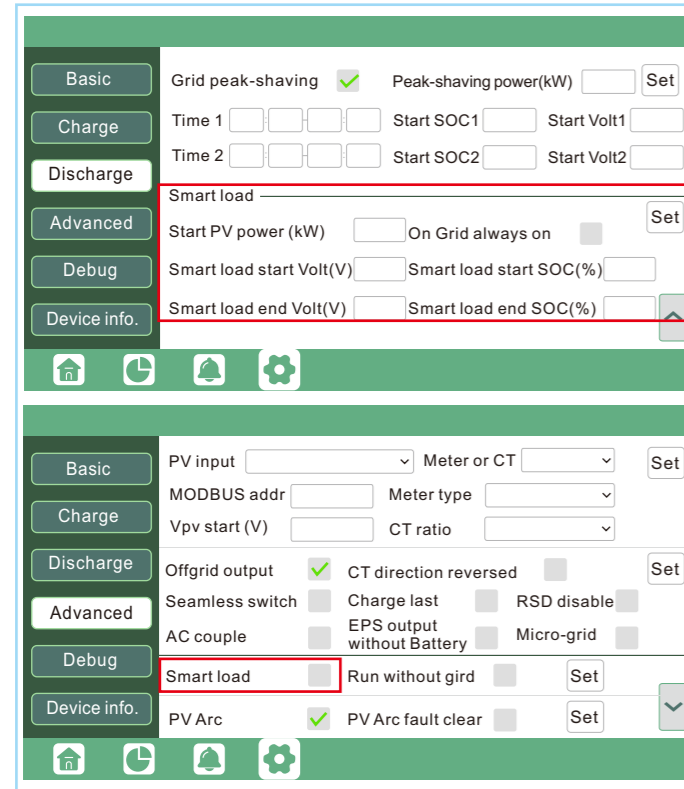 Basic
Charge
Discharge
Advanced
Debug
Device info.
Grid peak-shaving Peak-shaving power(kW) Set
Time 1 : - : Start SOC1 Start Volt1
Time 2 : - : Start SOC2 Start Volt2
Smart load
Set
Start PV power (kW) On Grid always on
Smart load start Volt(V) Smart load start SOC(%)
Smart load end Volt(V) Smart load end SOC(%)
Basic
Charge
Discharge
Advanced
Debug
Device info.
PV input Meter or CT Set
MODBUS addr Meter type
Vpv start (V) CT ratio
Offgrid output CT direction reversed Set
Seamless switch Charge last RSD disable
AC couple EPS output without Battery Micro-grid
Smart load Run without gird Set
PV Arc PV Arc fault clear Set